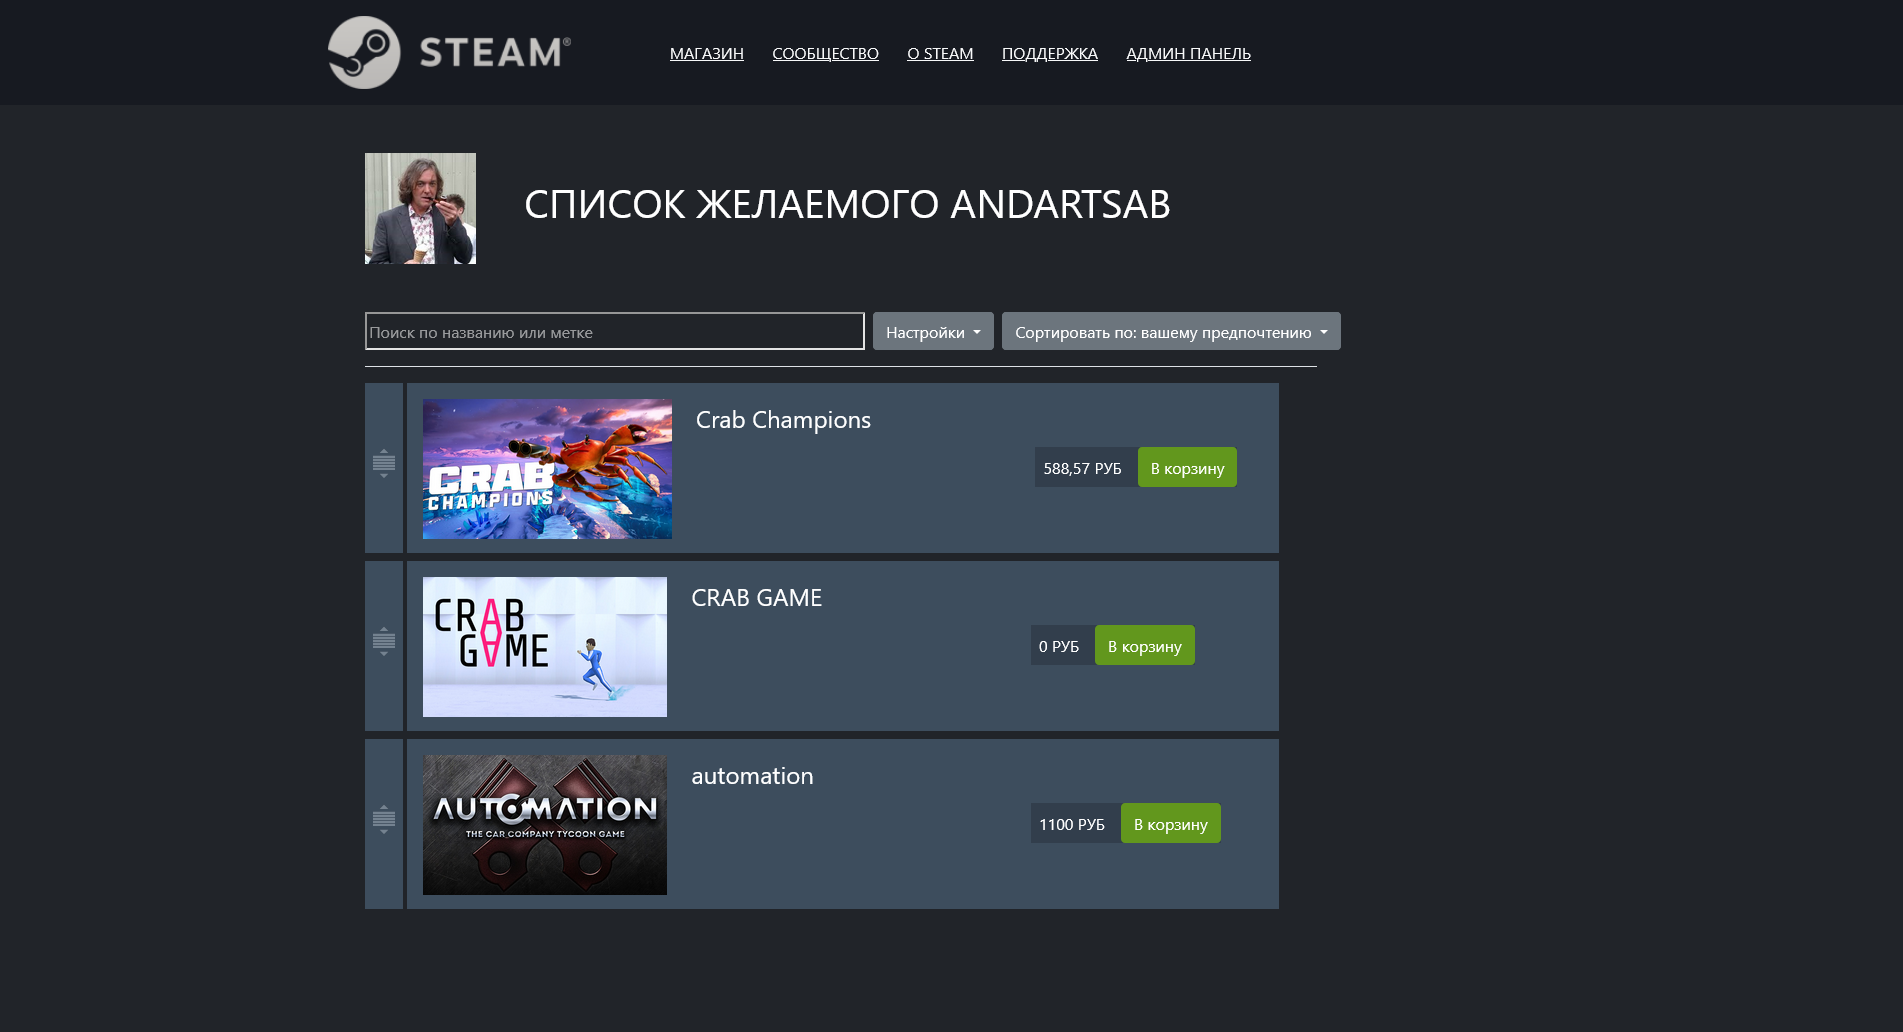 STEAM®
МАГАЗИН СООБЩЕСТВО О STEAM ПОДДЕРЖКА АДМИН ПАНЕЛЬ
СПИСОК ЖЕЛАЕМОГО ANDARTSAB
Поиск по названию или метке Настройки Сортировать по: вашему предпочтению
CRAB
CHAMPIONS
Crab Champions
588,57 РУБ В корзину
CRAB
GAME
CRAB GAME
0 РУБ В корзину
AUTOMATION
THE CAR COMPANY TYCOON GAME
automation
1100 РУБ В корзину